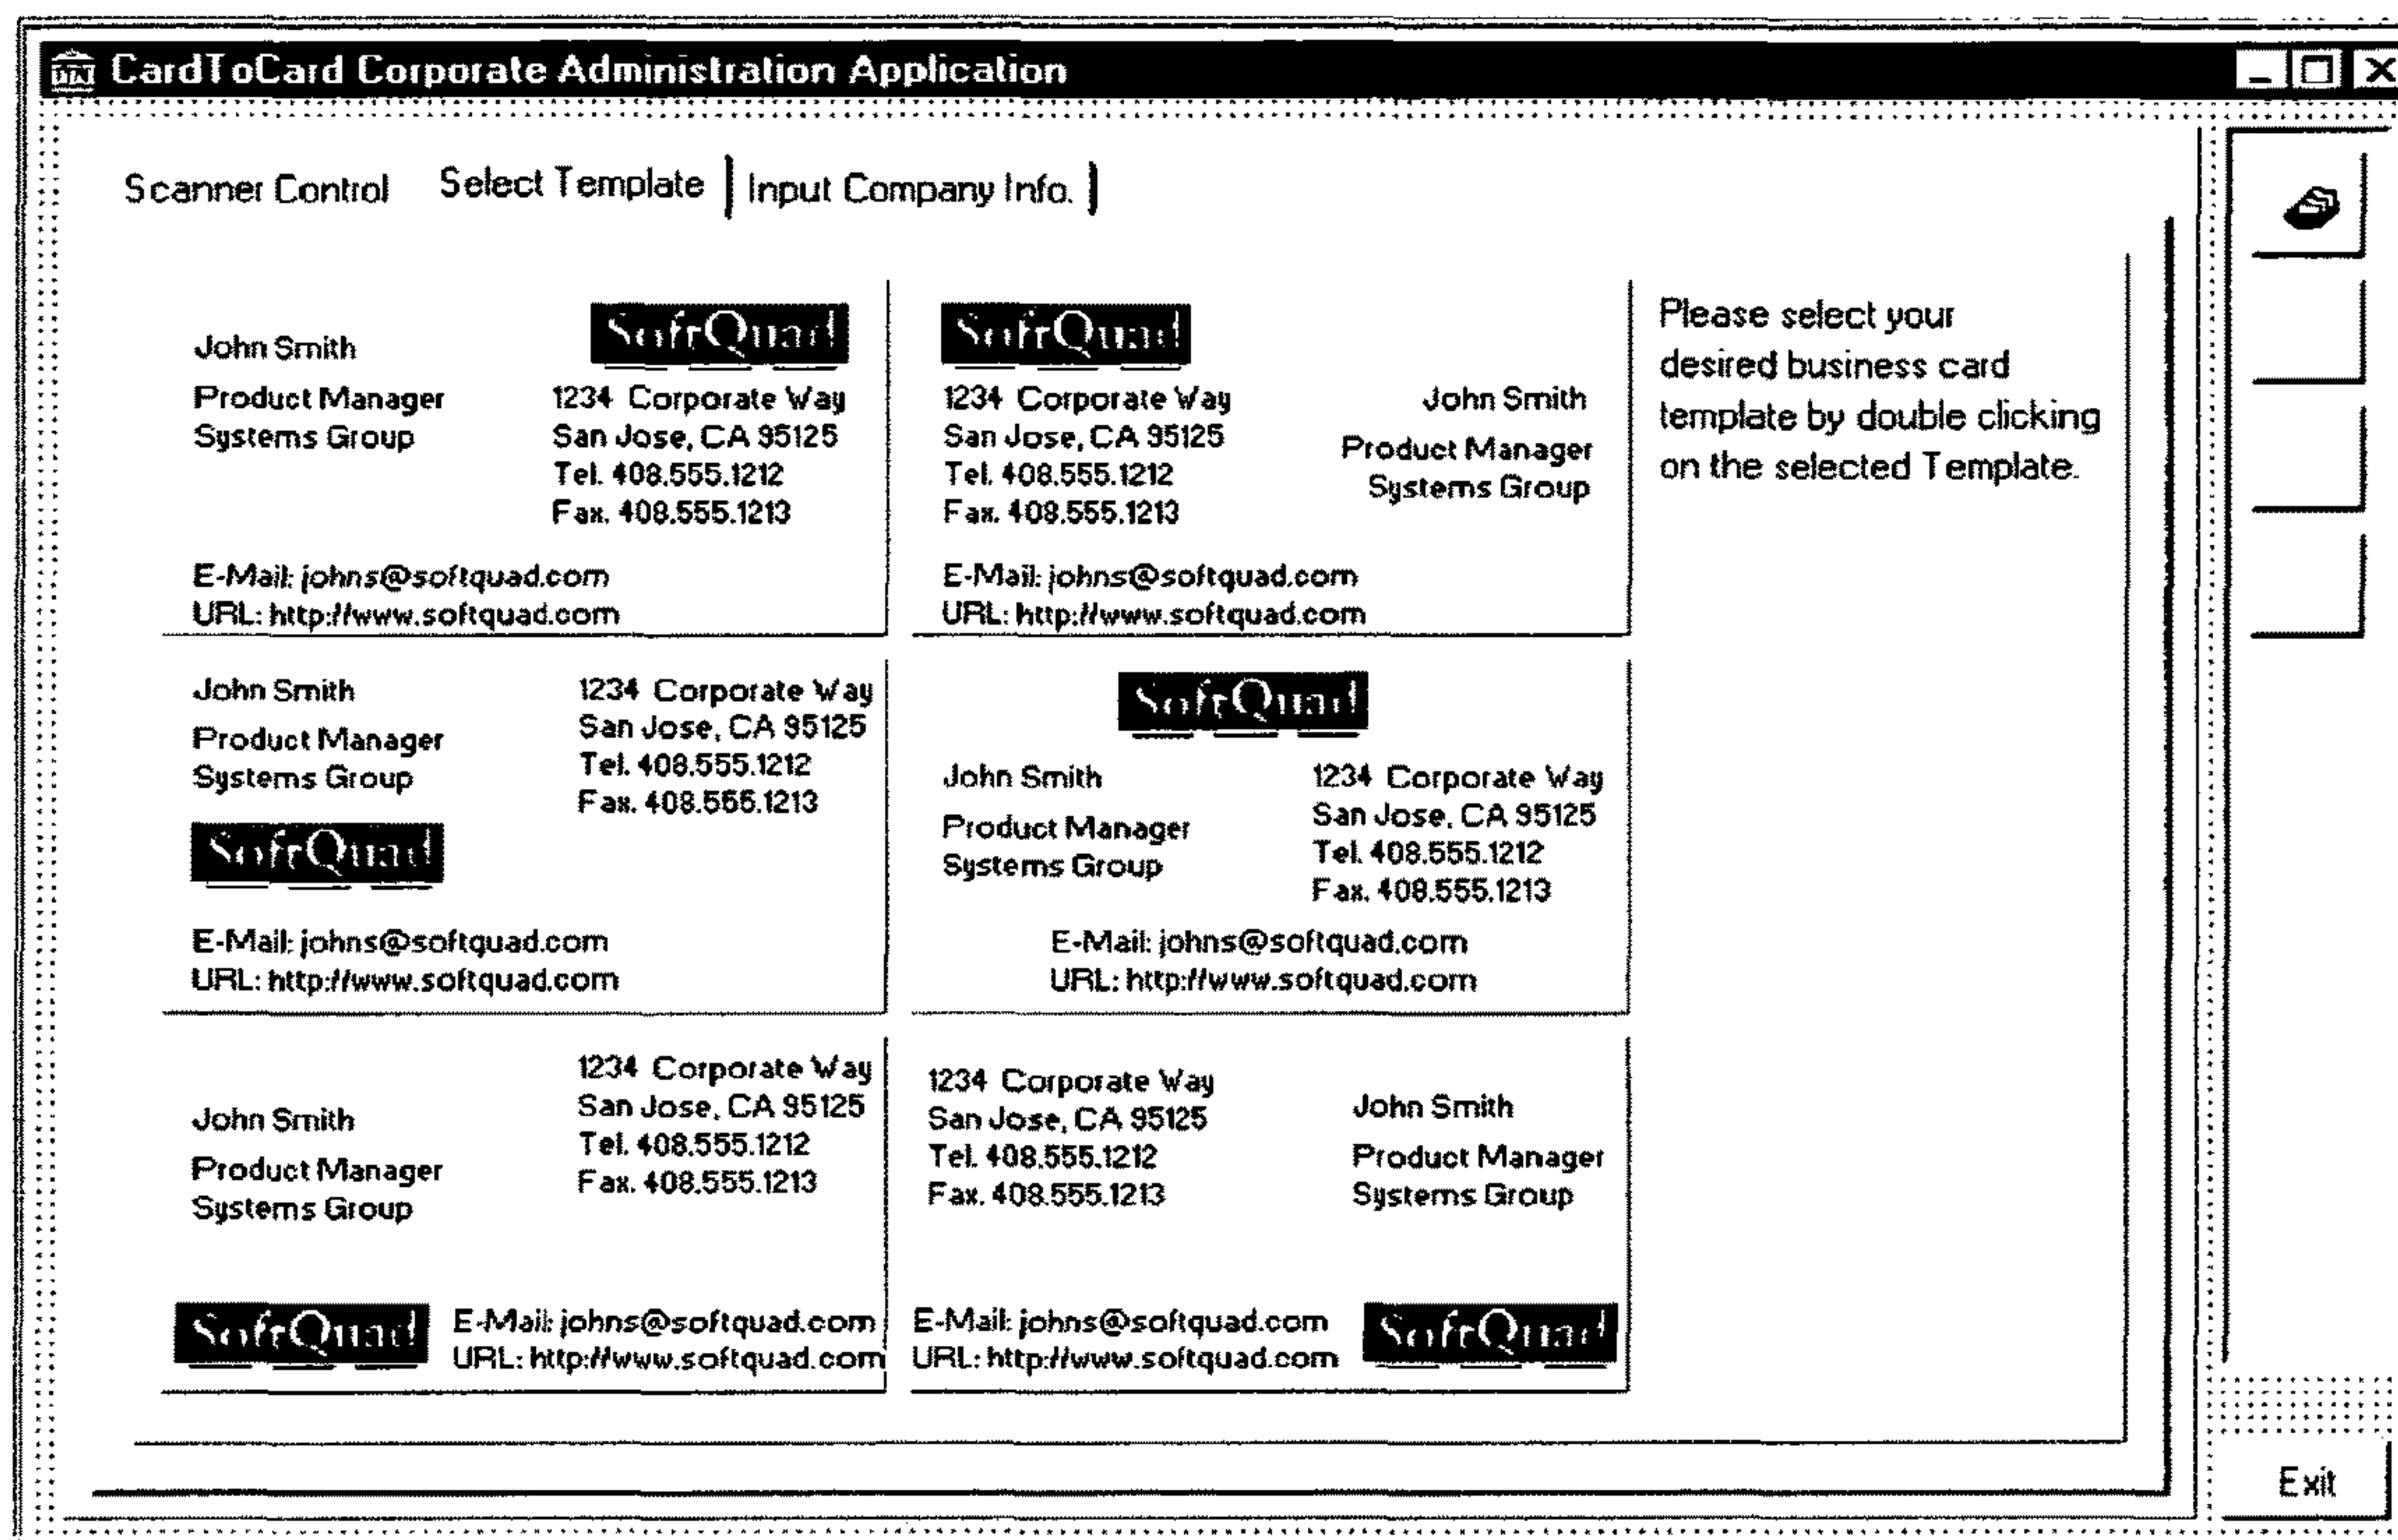 CardToCard Corporate Administration Application
Scanner Control
Select Template
Input Company Info.
John Smith
Product Manager
Systems Group
SoftQuad
1234 Corporate Way
San Jose, CA 95125
Tel. 408.555.1212
Fax. 408.555.1213
E-Mail: johns@softquad.com
URL: http://www.softquad.com
SoftQuad
1234 Corporate Way
San Jose, CA 95125
Tel. 408.555.1212
Fax. 408.555.1213
John Smith
Product Manager
Systems Group
E-Mail: johns@softquad.com
URL: http://www.softquad.com
Please select your
desired business card
template by double clicking
on the selected Template.
John Smith
Product Manager
Systems Group
1234 Corporate Way
San Jose, CA 95125
Tel. 408.555.1212
Fax. 408.555.1213
SoftQuad
E-Mail: johns@softquad.com
URL: http://www.softquad.com
SoftQuad
John Smith
Product Manager
Systems Group
1234 Corporate Way
San Jose, CA 95125
Tel. 408.555.1212
Fax. 408.555.1213
E-Mail: johns@softquad.com
URL: http://www.softquad.com
John Smith
Product Manager
Systems Group
1234 Corporate Way
San Jose, CA 95125
Tel. 408.555.1212
Fax. 408.555.1213
SoftQuad
E-Mail: johns@softquad.com
URL: http://www.softquad.com
1234 Corporate Way
San Jose, CA 95125
Tel. 408.555.1212
Fax. 408.555.1213
John Smith
Product Manager
Systems Group
E-Mail: johns@softquad.com
URL: http://www.softquad.com
SoftQuad
Exit